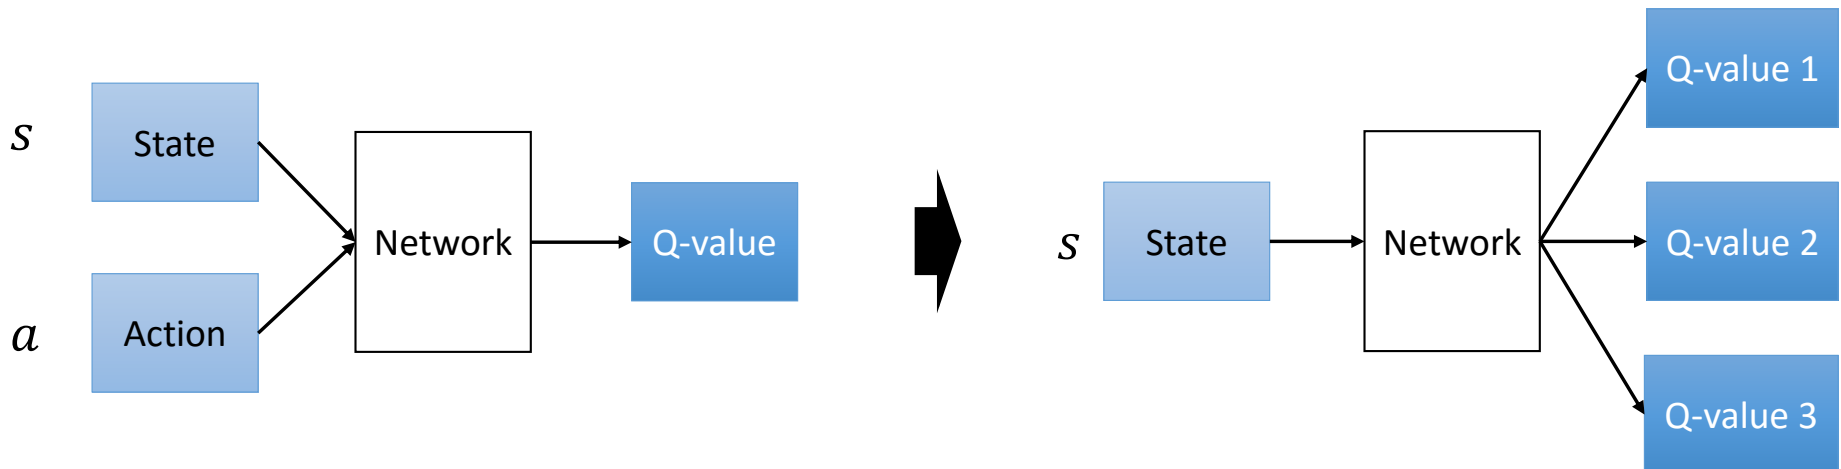 s
State
a
Action
Network
Q-value
s
State
Network
Q-value 1
Q-value 2
Q-value 3